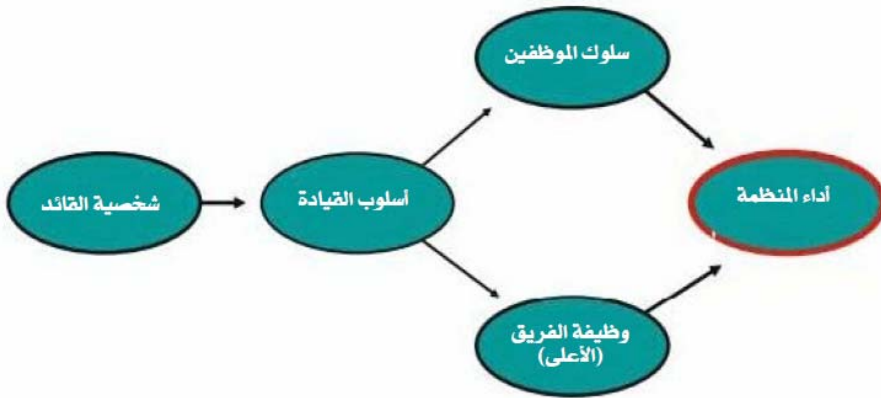 سلوك الموظفين
شخصية القائد
أسلوب القيادة
أداء المنظمة
وظيفة الفريق
(الأعلى)